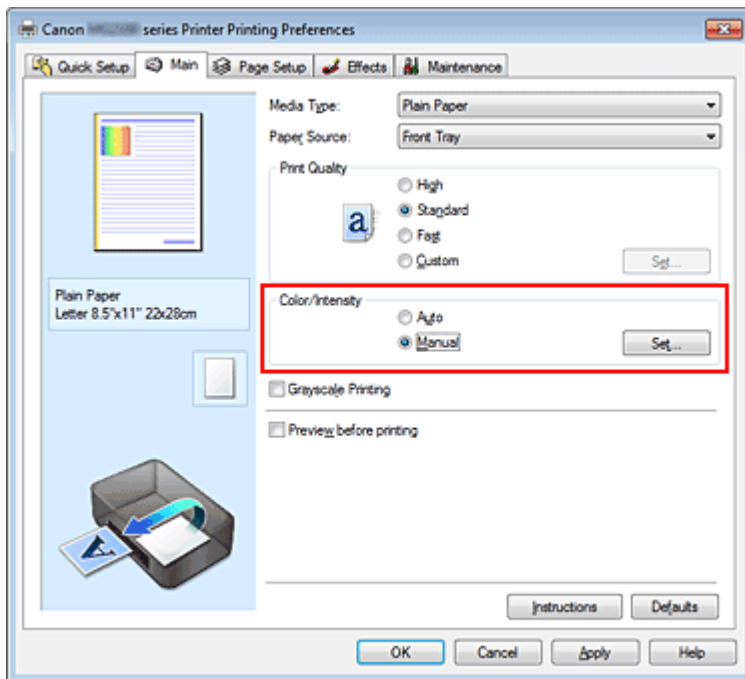 Canon series Printer Printing Preferences
Quick Setup
Main
Page Setup
Effects
Maintenance
Media Type: Plain Paper
Paper Source: Front Tray
Print Quality
High
a
Standard
Fast
Custom
Set...
Plain Paper
Letter 8.5"x11" 22x28cm
Color/Intensity
Auto
Manual
Set...
Grayscale Printing
Preview before printing
A
Instructions
Defaults
OK
Cancel
Apply
Help